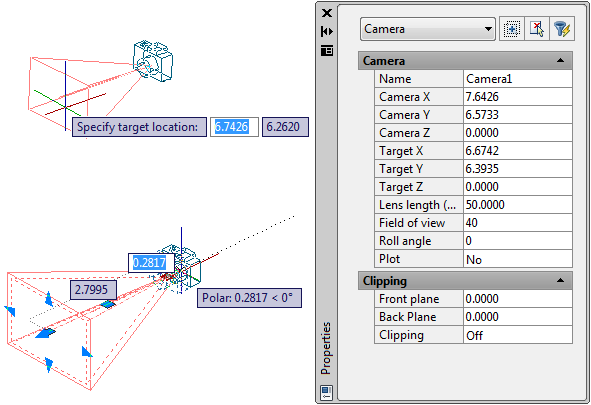 Specify target location: 6.7426 6.2620
0.2817
2.7995
Polar: 0.2817 < 0°
Camera
Camera
Name Camera1
Camera X 7.6426
Camera Y 6.5733
Camera Z 0.0000
Target X 6.6742
Target Y 6.3935
Target Z 0.0000
Lens length (... 50.0000
Field of view 40
Roll angle 0
Plot No
Clipping
Front plane 0.0000
Back Plane 0.0000
Clipping Off
Properties